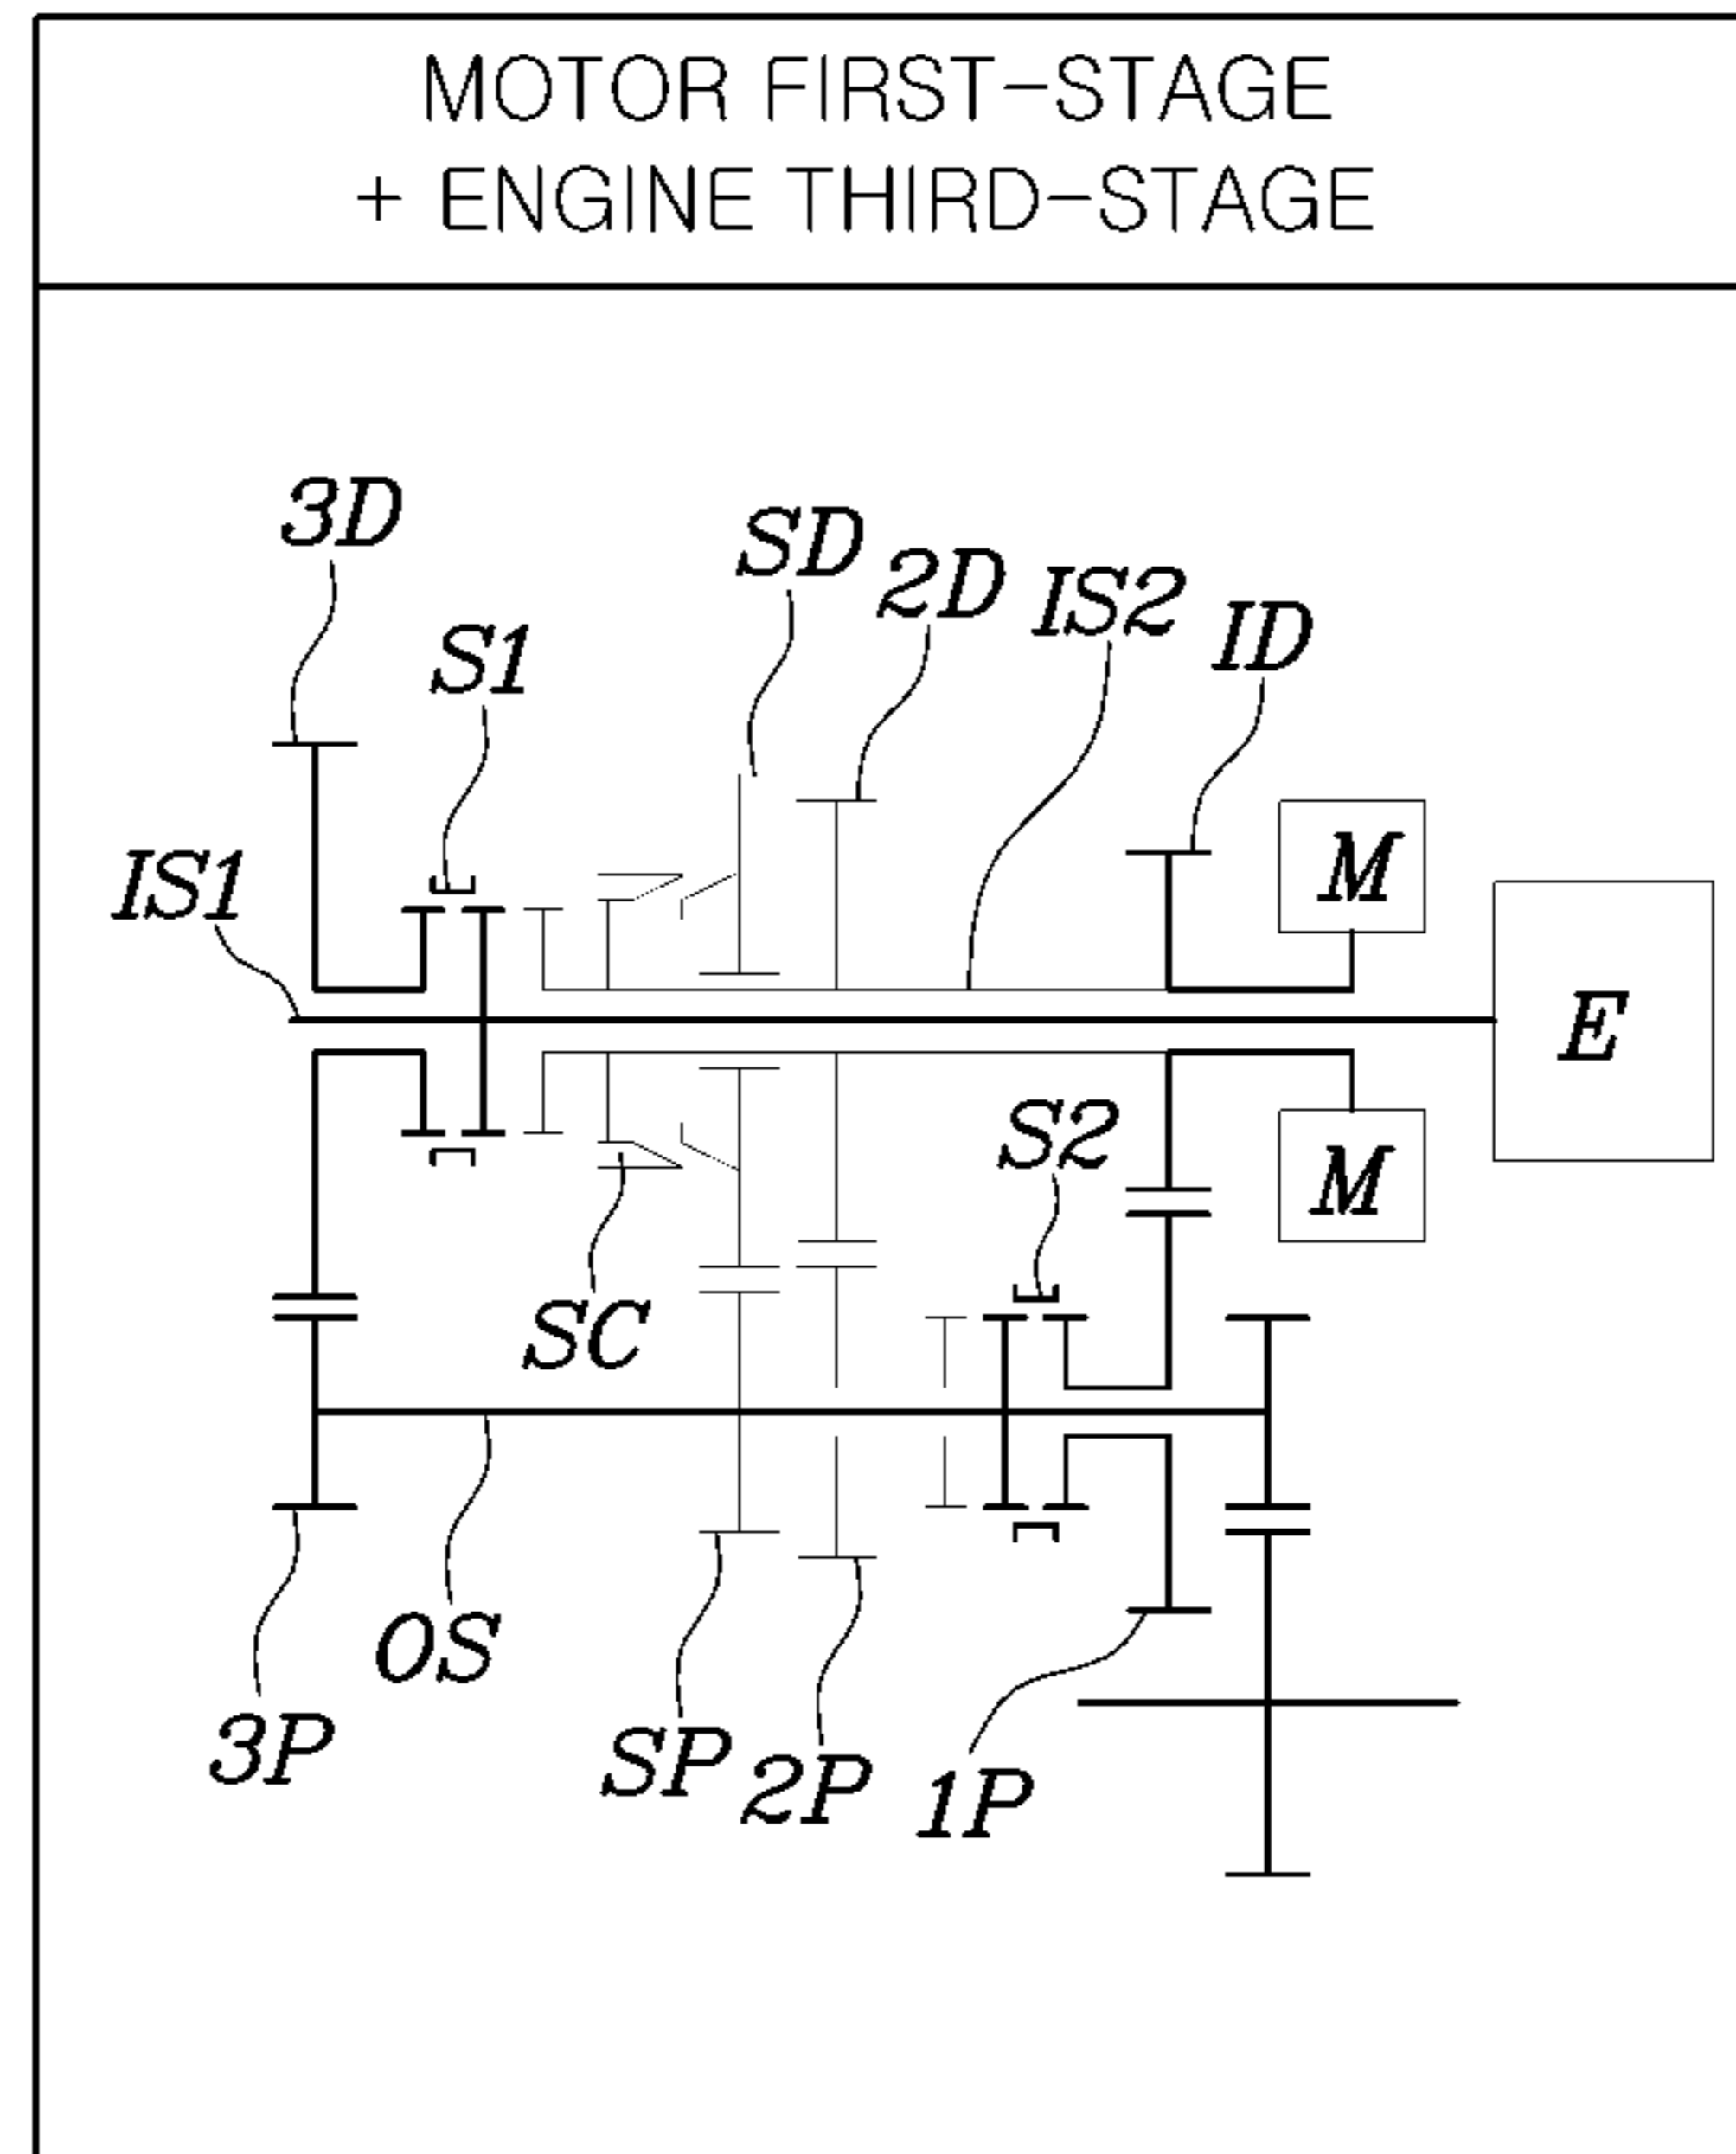 MOTOR FIRST-STAGE
+ ENGINE THIRD-STAGE
3D
SD
2D
IS2
ID
S1
M
IS1
E
S2
M
SC
OS
3P
SP
2P
1P